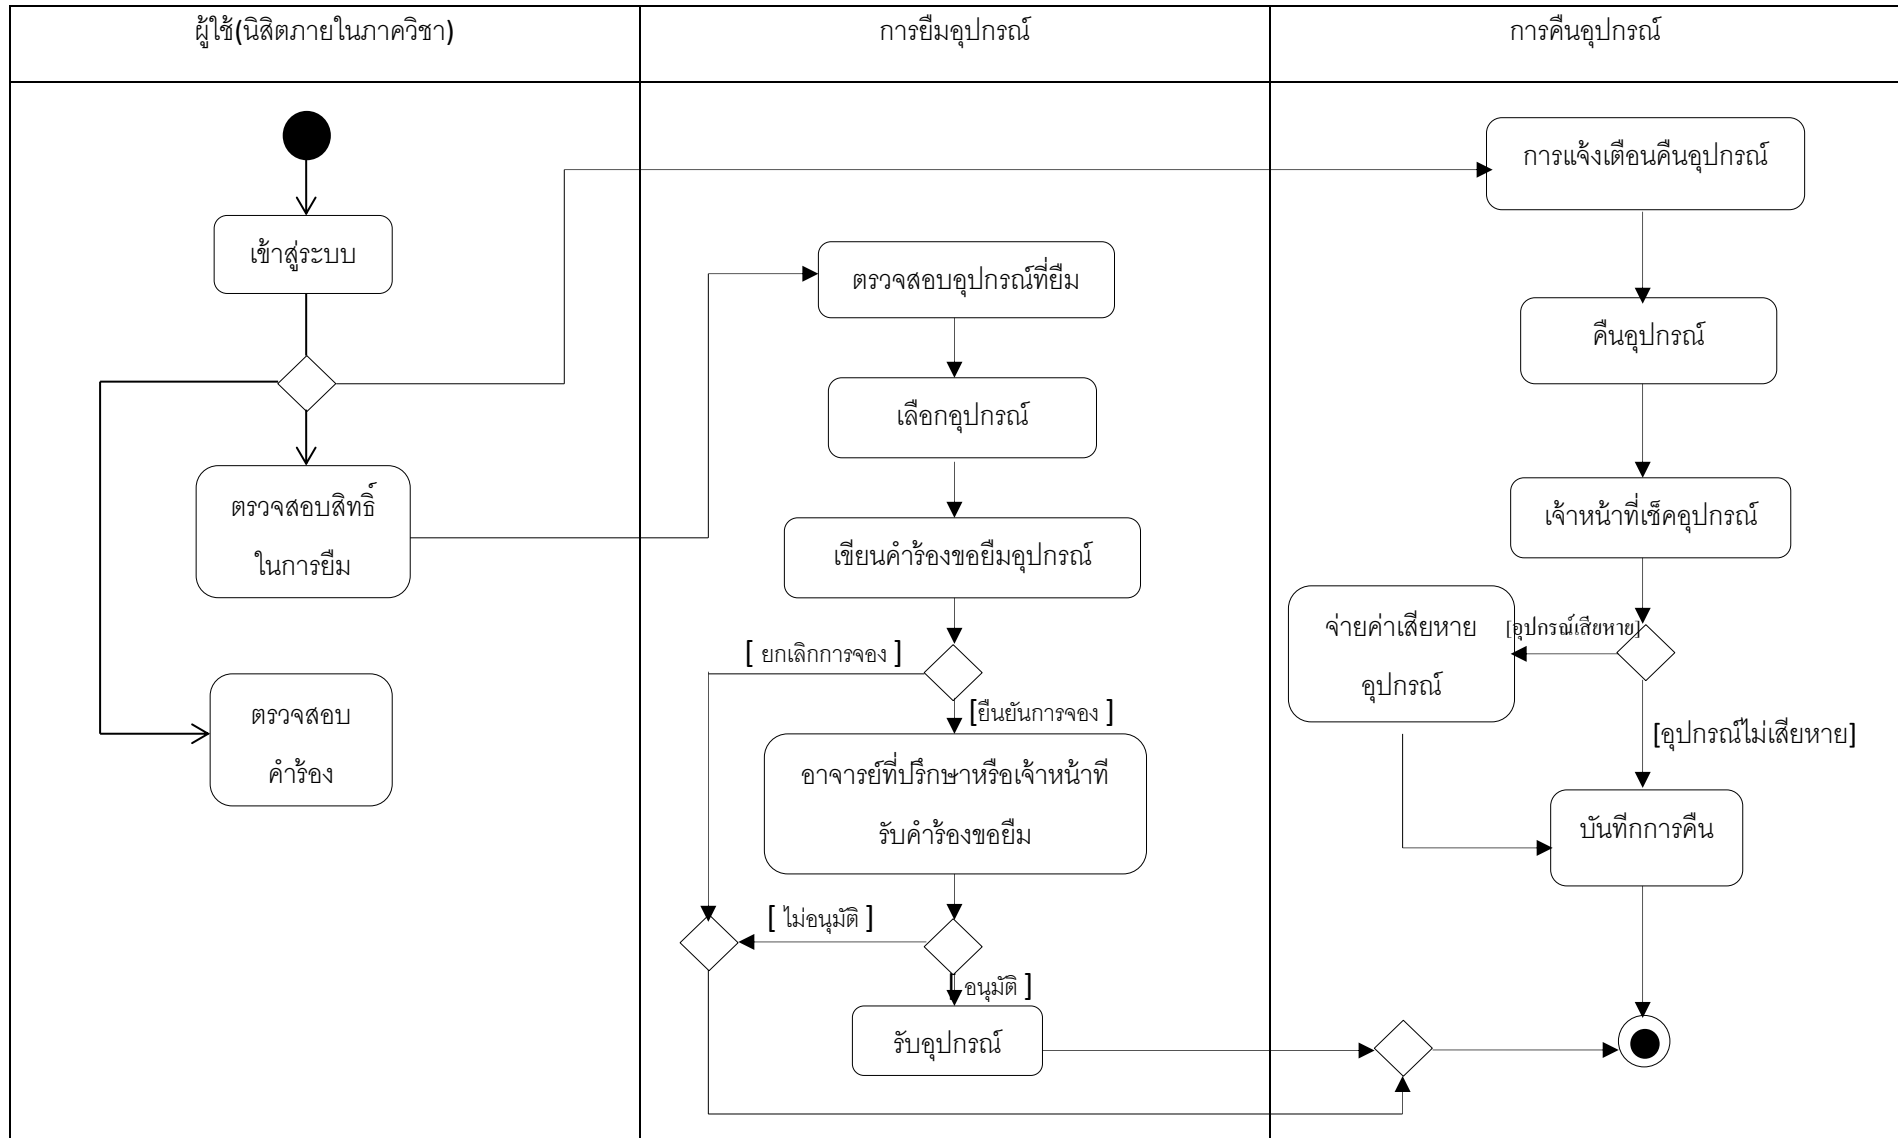 ผู้ใช้(นิสิตภายในภาควิชา)
การยืมอุปกรณ์
การคืนอุปกรณ์
เข้าสู่ระบบ
ตรวจสอบสิทธิ์
ในการยืม
ตรวจสอบ
คำร้อง
ตรวจสอบอุปกรณ์ที่ยืม
เลือกอุปกรณ์
เขียนคำร้องขอยืมอุปกรณ์
[ ยกเลิกการจอง ]
[ยืนยันการจอง ]
อาจารย์ที่ปรึกษาหรือเจ้าหน้าที่
รับคำร้องขอยืม
[ ไม่อนุมัติ ]
[ อนุมัติ ]
รับอุปกรณ์
การแจ้งเตือนคืนอุปกรณ์
คืนอุปกรณ์
เจ้าหน้าที่เช็คอุปกรณ์
[อุปกรณ์เสียหาย]
จ่ายค่าเสียหาย
อุปกรณ์
[อุปกรณ์ไม่เสียหาย]
บันทึกการคืน